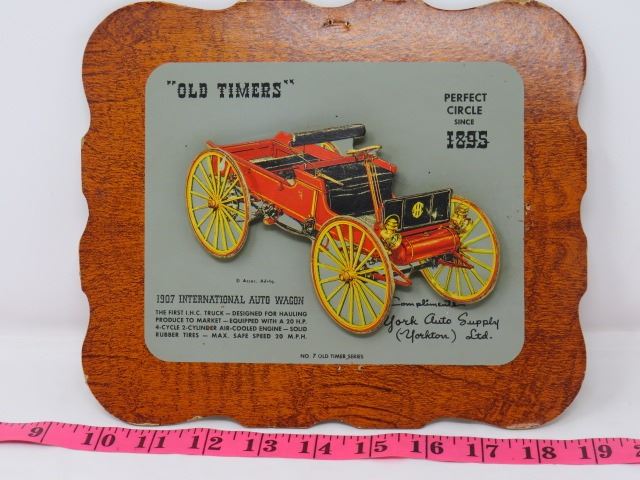 "OLD TIMERS"
PERFECT
CIRCLE
SINCE
1895
© Assoc. Advtg.
1907 INTERNATIONAL AUTO WAGON
THE FIRST I.H.C. TRUCK — DESIGNED FOR HAULING
PRODUCE TO MARKET — EQUIPPED WITH A 20 H.P.
4-CYCLE 2-CYLINDER AIR-COOLED ENGINE — SOLID
RUBBER TIRES — MAX. SAFE SPEED 20 M.P.H.
Compliments
York Auto Supply
(Yorkton) Ltd.
NO. 7 OLD TIMER SERIES
9 10 11 12 13 14 15 16 17 18 19